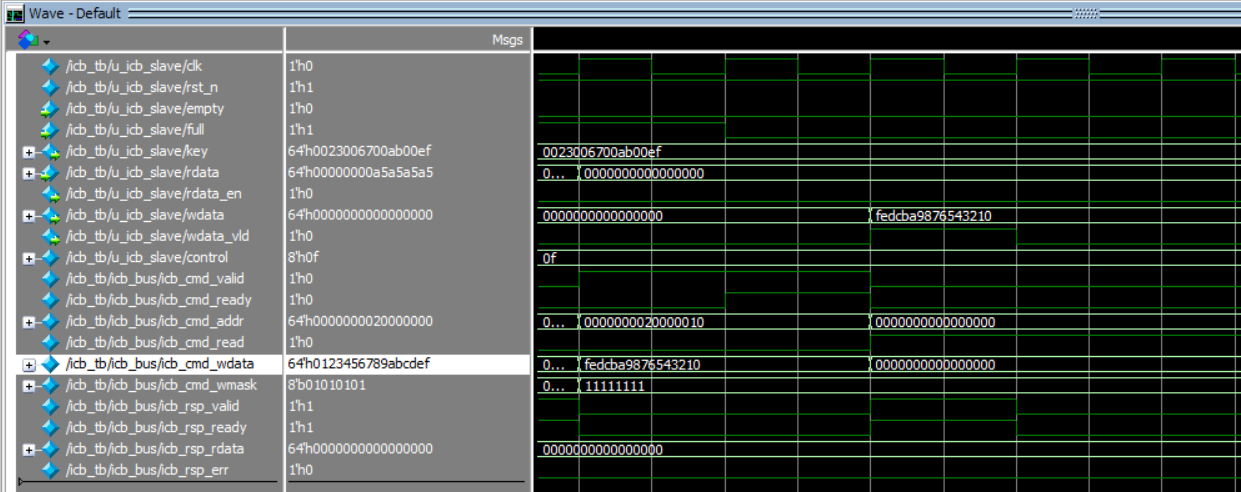 Wave - Default
Msgs
/icb_tb/u_icb_slave/clk 1'h0
/icb_tb/u_icb_slave/rst_n 1'h1
/icb_tb/u_icb_slave/empty 1'h0
/icb_tb/u_icb_slave/full 1'h1
/icb_tb/u_icb_slave/key 64'h0023006700ab00ef 0023006700ab00ef
/icb_tb/u_icb_slave/rdata 64'h00000000a5a5a5a5 0... 0000000000000000
/icb_tb/u_icb_slave/rdata_en 1'h0
/icb_tb/u_icb_slave/wdata 64'h0000000000000000 0000000000000000 fedcba9876543210
/icb_tb/u_icb_slave/wdata_vld 1'h0
/icb_tb/u_icb_slave/control 8'h0f 0f
/icb_tb/icb_bus/icb_cmd_valid 1'h0
/icb_tb/icb_bus/icb_cmd_ready 1'h0
/icb_tb/icb_bus/icb_cmd_addr 64'h0000000020000000 0... 0000000020000010 0000000000000000
/icb_tb/icb_bus/icb_cmd_read 1'h0
/icb_tb/icb_bus/icb_cmd_wdata 64'h0123456789abcdef 0... fedcba9876543210 0000000000000000
/icb_tb/icb_bus/icb_cmd_wmask 8'b01010101 0... 11111111
/icb_tb/icb_bus/icb_rsp_valid 1'h1
/icb_tb/icb_bus/icb_rsp_ready 1'h1
/icb_tb/icb_bus/icb_rsp_rdata 64'h0000000000000000 0000000000000000
/icb_tb/icb_bus/icb_rsp_err 1'h0